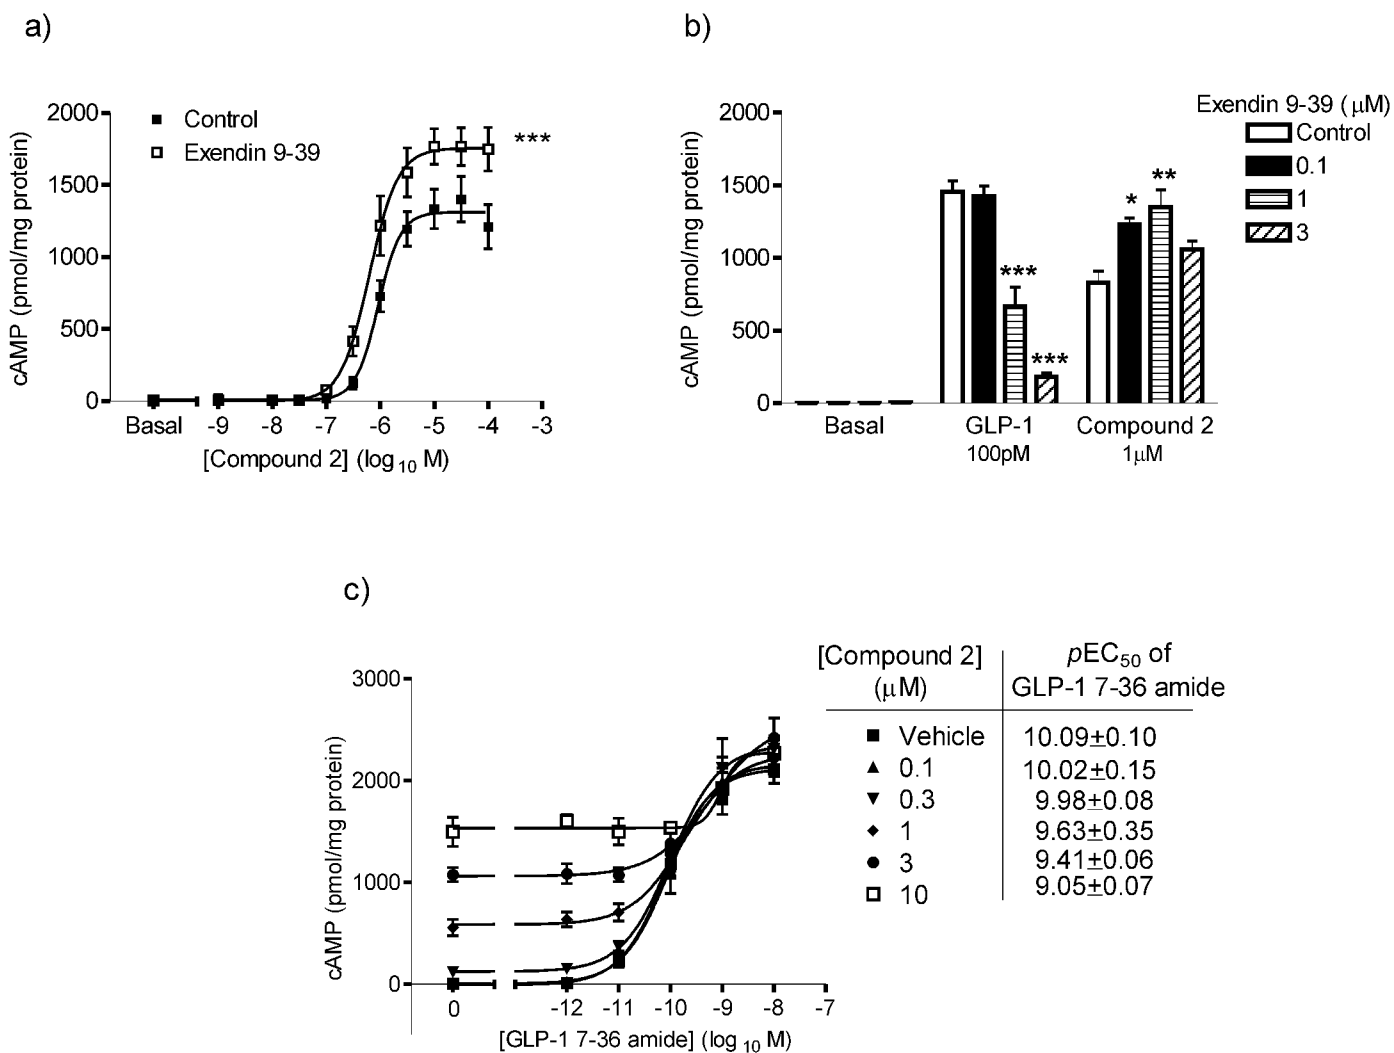 a)
2000
1500
1000
500
0
cAMP (pmol/mg protein)
Control
Exendin 9-39
***
Basal -9 -8 -7 -6 -5 -4 -3
[Compound 2] (log10 M)
b)
2000
1500
1000
500
0
cAMP (pmol/mg protein)
Exendin 9-39 (μM)
Control
0.1
1
3
***
***
*
**
Basal GLP-1 Compound 2
100pM 1μM
c)
3000
2000
1000
0
cAMP (pmol/mg protein)
0 -12 -11 -10 -9 -8 -7
[GLP-1 7-36 amide] (log 10 M)
[Compound 2] pEC50 of
(μM) GLP-1 7-36 amide
Vehicle 10.09±0.10
0.1 10.02±0.15
0.3 9.98±0.08
1 9.63±0.35
3 9.41±0.06
10 9.05±0.07